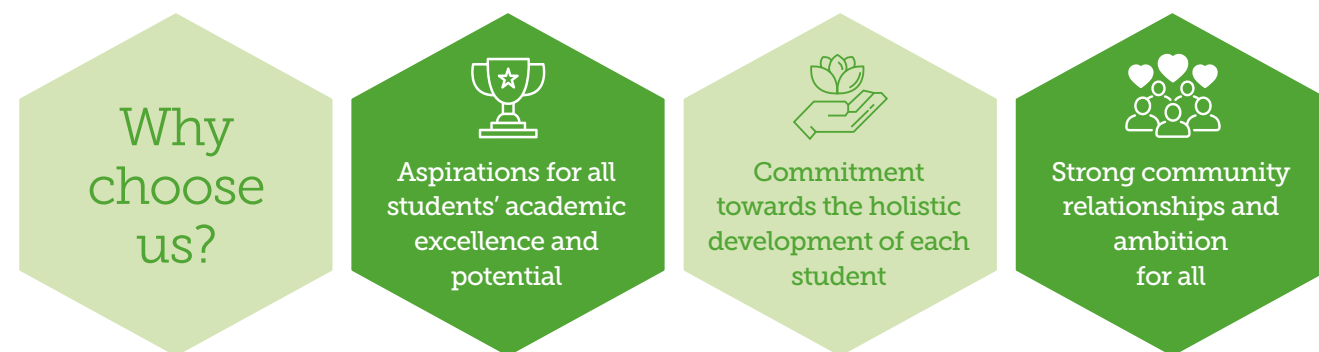 Why
choose
us?
Aspirations for all
students’ academic
excellence and
potential
Commitment
towards the holistic
development of each
student
Strong community
relationships and
ambition
for all